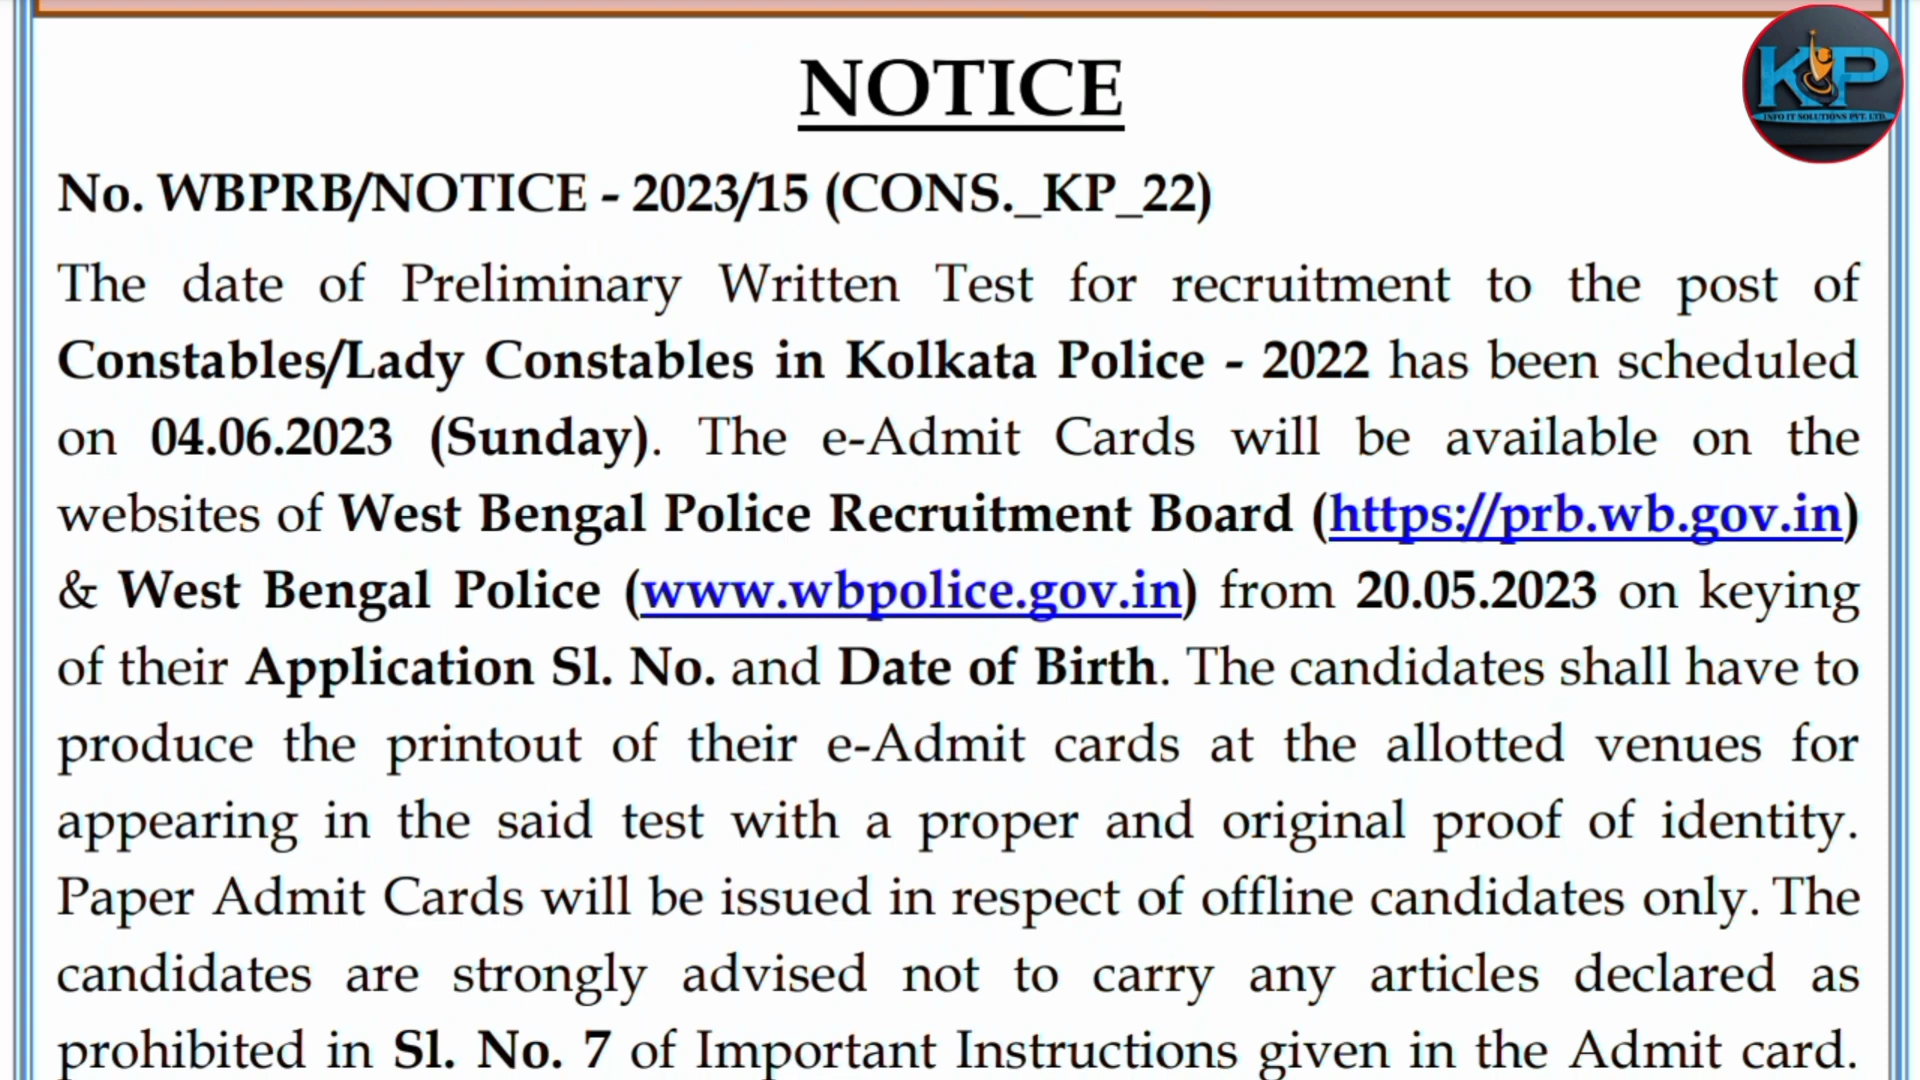 NOTICE
KP
INFO IT SOLUTIONS PVT. LTD.
No. WBPRB/NOTICE - 2023/15 (CONS._KP_22)
The date of Preliminary Written Test for recruitment to the post of
Constables/Lady Constables in Kolkata Police - 2022 has been scheduled
on 04.06.2023 (Sunday). The e-Admit Cards will be available on the
websites of West Bengal Police Recruitment Board (https://prb.wb.gov.in)
& West Bengal Police (www.wbpolice.gov.in) from 20.05.2023 on keying
of their Application Sl. No. and Date of Birth. The candidates shall have to
produce the printout of their e-Admit cards at the allotted venues for
appearing in the said test with a proper and original proof of identity.
Paper Admit Cards will be issued in respect of offline candidates only. The
candidates are strongly advised not to carry any articles declared as
prohibited in Sl. No. 7 of Important Instructions given in the Admit card.